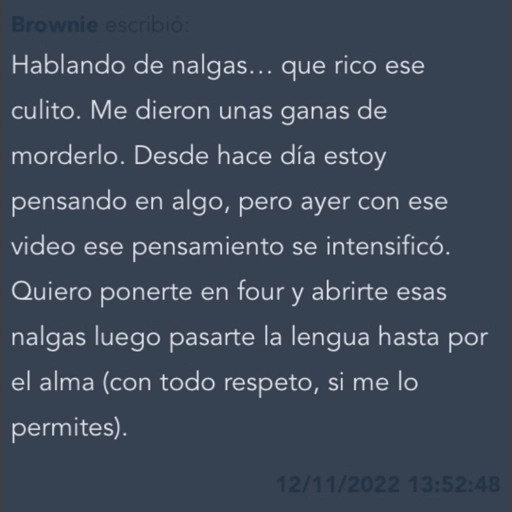 Brownie escribió:
Hablando de nalgas... que rico ese
culito. Me dieron unas ganas de
morderlo. Desde hace día estoy
pensando en algo, pero ayer con ese
video ese pensamiento se intensificó.
Quiero ponerte en four y abrirte esas
nalgas luego pasarte la lengua hasta por
el alma (con todo respeto, si me lo
permites).
12/11/2022 13:52:48